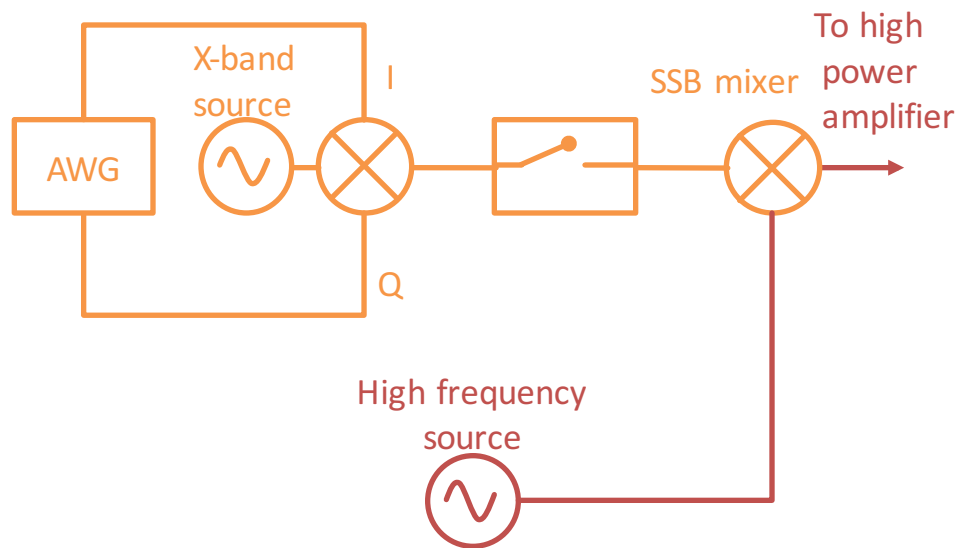 X-band
source
I
AWG
Q
SSB mixer
To high
power
amplifier
High frequency
source